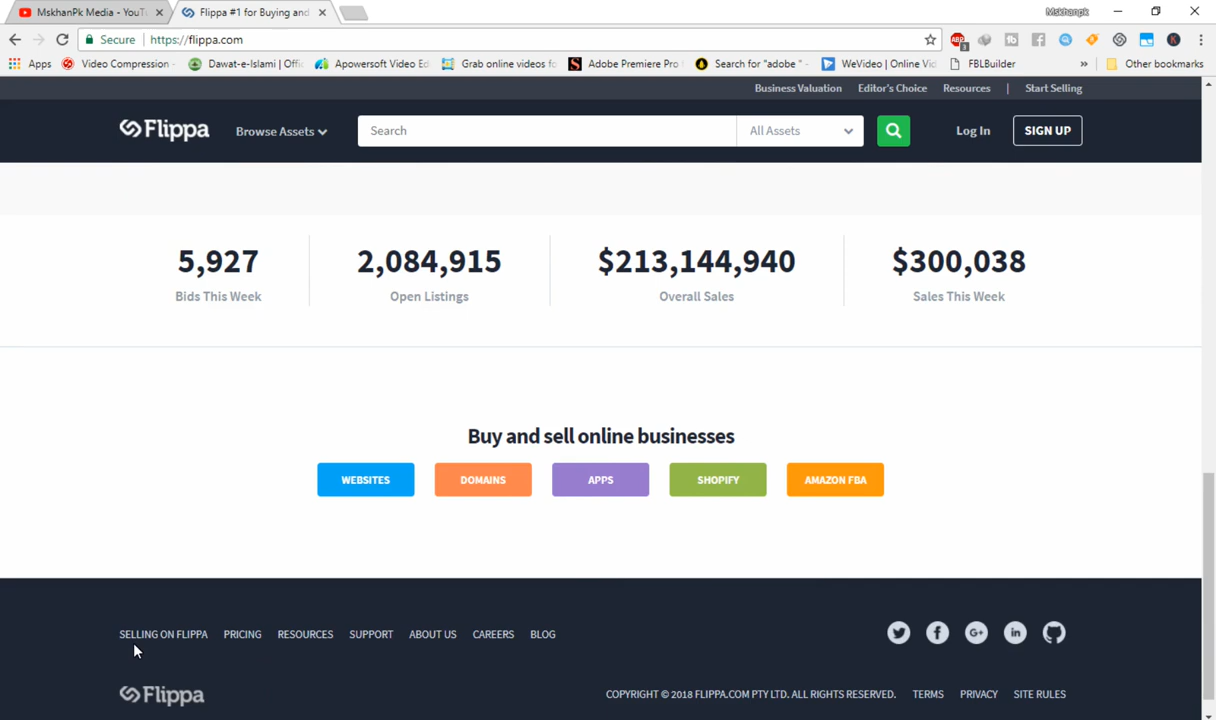 MskhanPk Media - YouTu
Flippa #1 for Buying and
Mskhanpk
Secure
https://flippa.com
Apps
Video Compression -
Dawat-e-Islami | Offic
Apowersoft Video Edi
Grab online videos fo
Adobe Premiere Pro
Search for "adobe " -
WeVideo | Online Vid
FBLBuilder
»
Other bookmarks
Business Valuation
Editor's Choice
Resources
|
Start Selling
Flippa
Browse Assets
Search
All Assets
Log In
SIGN UP
5,927
2,084,915
$213,144,940
$300,038
Bids This Week
Open Listings
Overall Sales
Sales This Week
Buy and sell online businesses
WEBSITES
DOMAINS
APPS
SHOPIFY
AMAZON FBA
SELLING ON FLIPPA
PRICING
RESOURCES
SUPPORT
ABOUT US
CAREERS
BLOG
Flippa
COPYRIGHT © 2018 FLIPPA.COM PTY LTD. ALL RIGHTS RESERVED.
TERMS
PRIVACY
SITE RULES